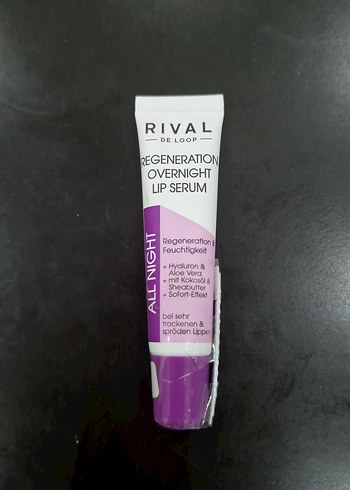 RIVAL
DE LOOP
REGENERATION
OVERNIGHT
LIP SERUM
ALL NIGHT
Regeneration &
Feuchtigkeit
+ Hyaluron &
Aloe Vera
+ mit Kokosöl &
Sheabutter
+ Sofort-Effekt
bei sehr
trockenen &
spröden Lippen